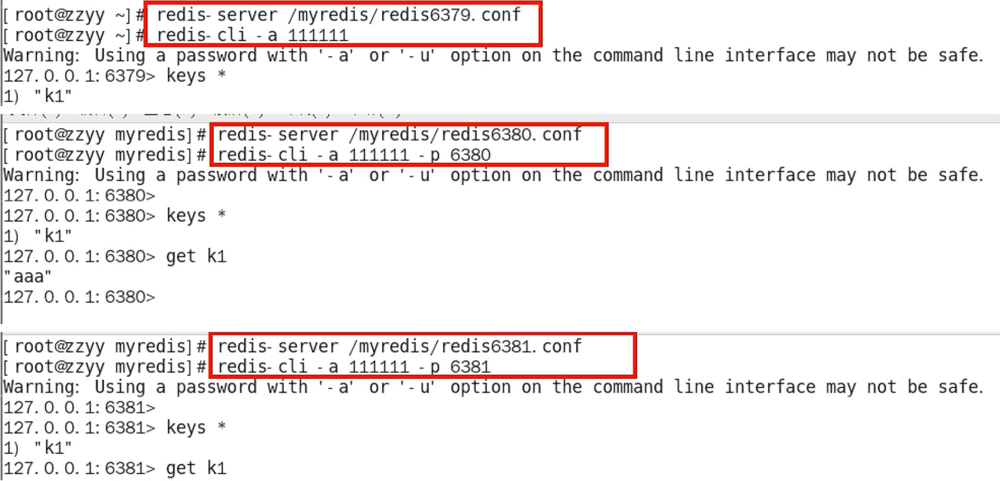 [root@zzyy ~]# redis-server /myredis/redis6379.conf
[root@zzyy ~]# redis-cli -a 111111
Warning: Using a password with '-a' or '-u' option on the command line interface may not be safe.
127.0.0.1:6379> keys *
1) "k1"
[root@zzyy myredis]# redis-server /myredis/redis6380.conf
[root@zzyy myredis]# redis-cli -a 111111 -p 6380
Warning: Using a password with '-a' or '-u' option on the command line interface may not be safe.
127.0.0.1:6380>
127.0.0.1:6380> keys *
1) "k1"
127.0.0.1:6380> get k1
"aaa"
127.0.0.1:6380>
[root@zzyy myredis]# redis-server /myredis/redis6381.conf
[root@zzyy myredis]# redis-cli -a 111111 -p 6381
Warning: Using a password with '-a' or '-u' option on the command line interface may not be safe.
127.0.0.1:6381>
127.0.0.1:6381> keys *
1) "k1"
127.0.0.1:6381> get k1